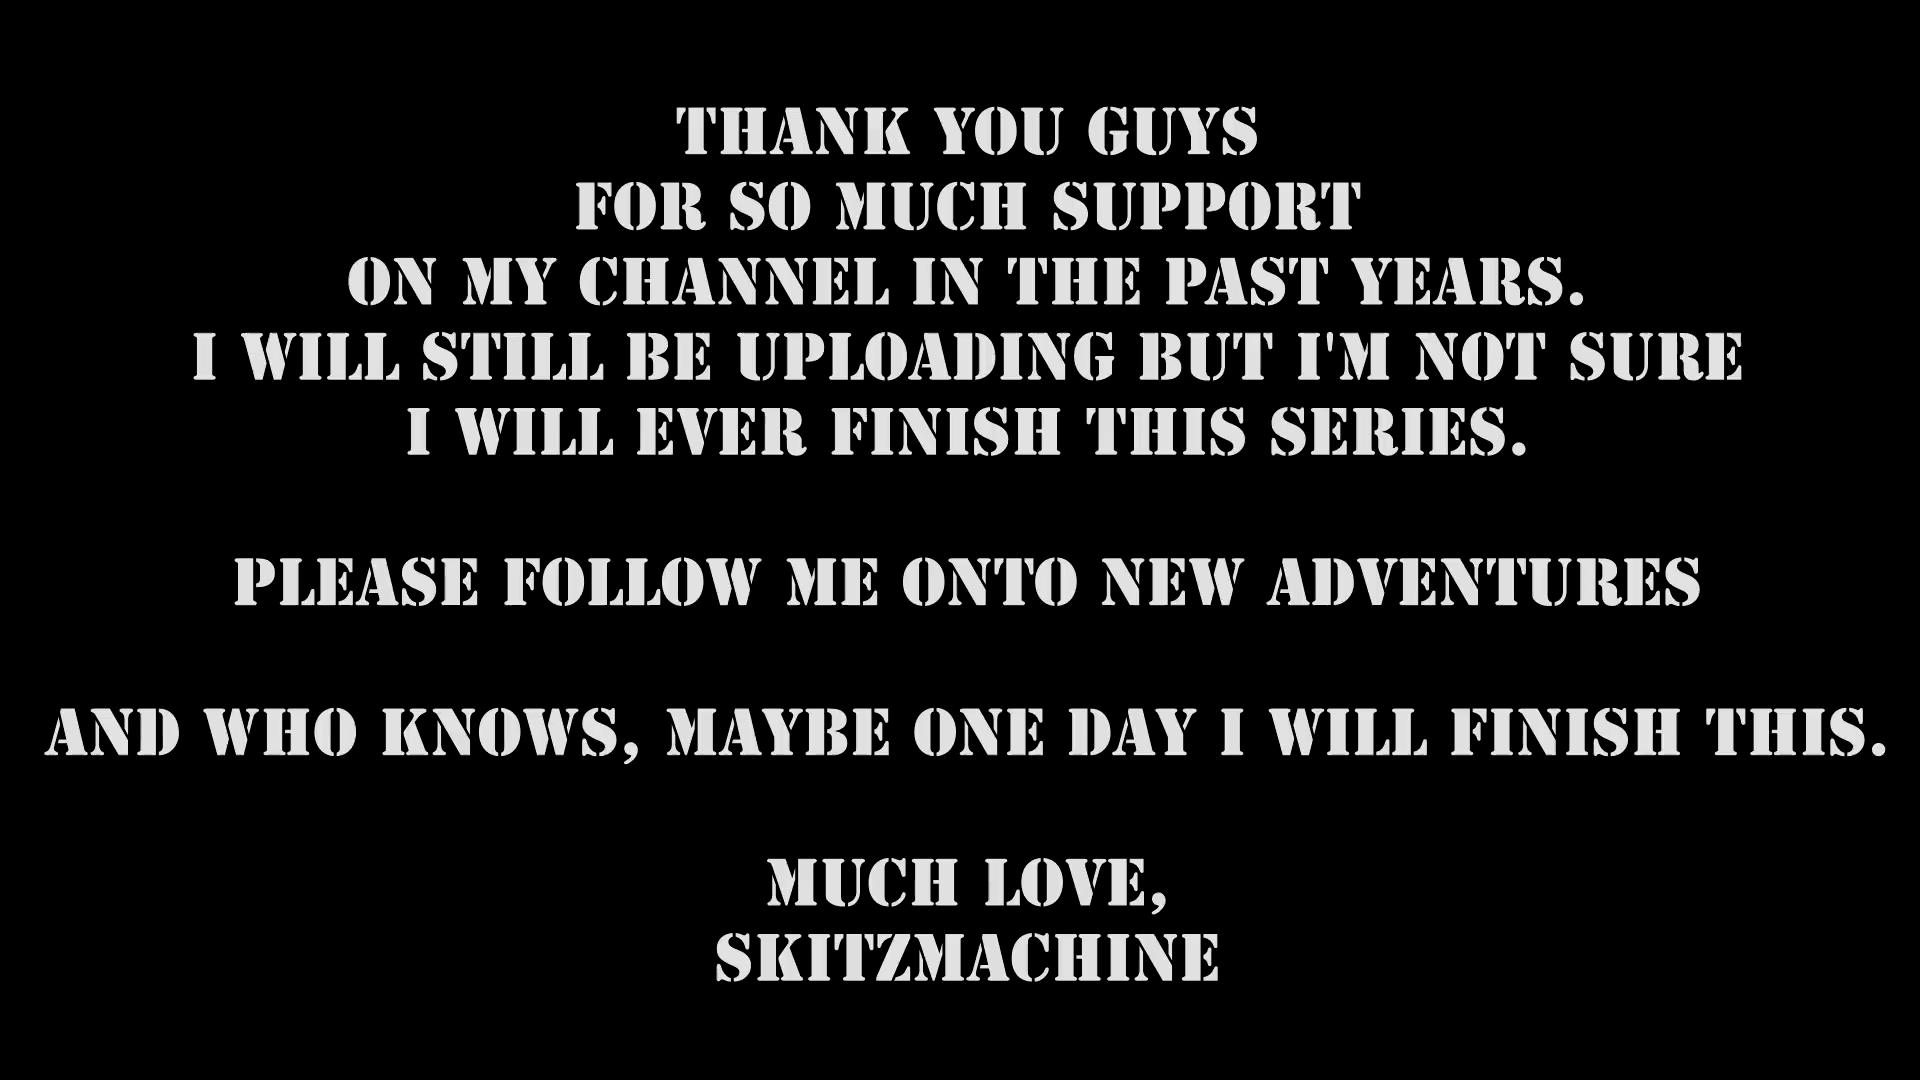 THANK YOU GUYS
FOR SO MUCH SUPPORT
ON MY CHANNEL IN THE PAST YEARS.
I WILL STILL BE UPLOADING BUT I'M NOT SURE
I WILL EVER FINISH THIS SERIES.
PLEASE FOLLOW ME ONTO NEW ADVENTURES
AND WHO KNOWS, MAYBE ONE DAY I WILL FINISH THIS.
MUCH LOVE,
SKITZMACHINE